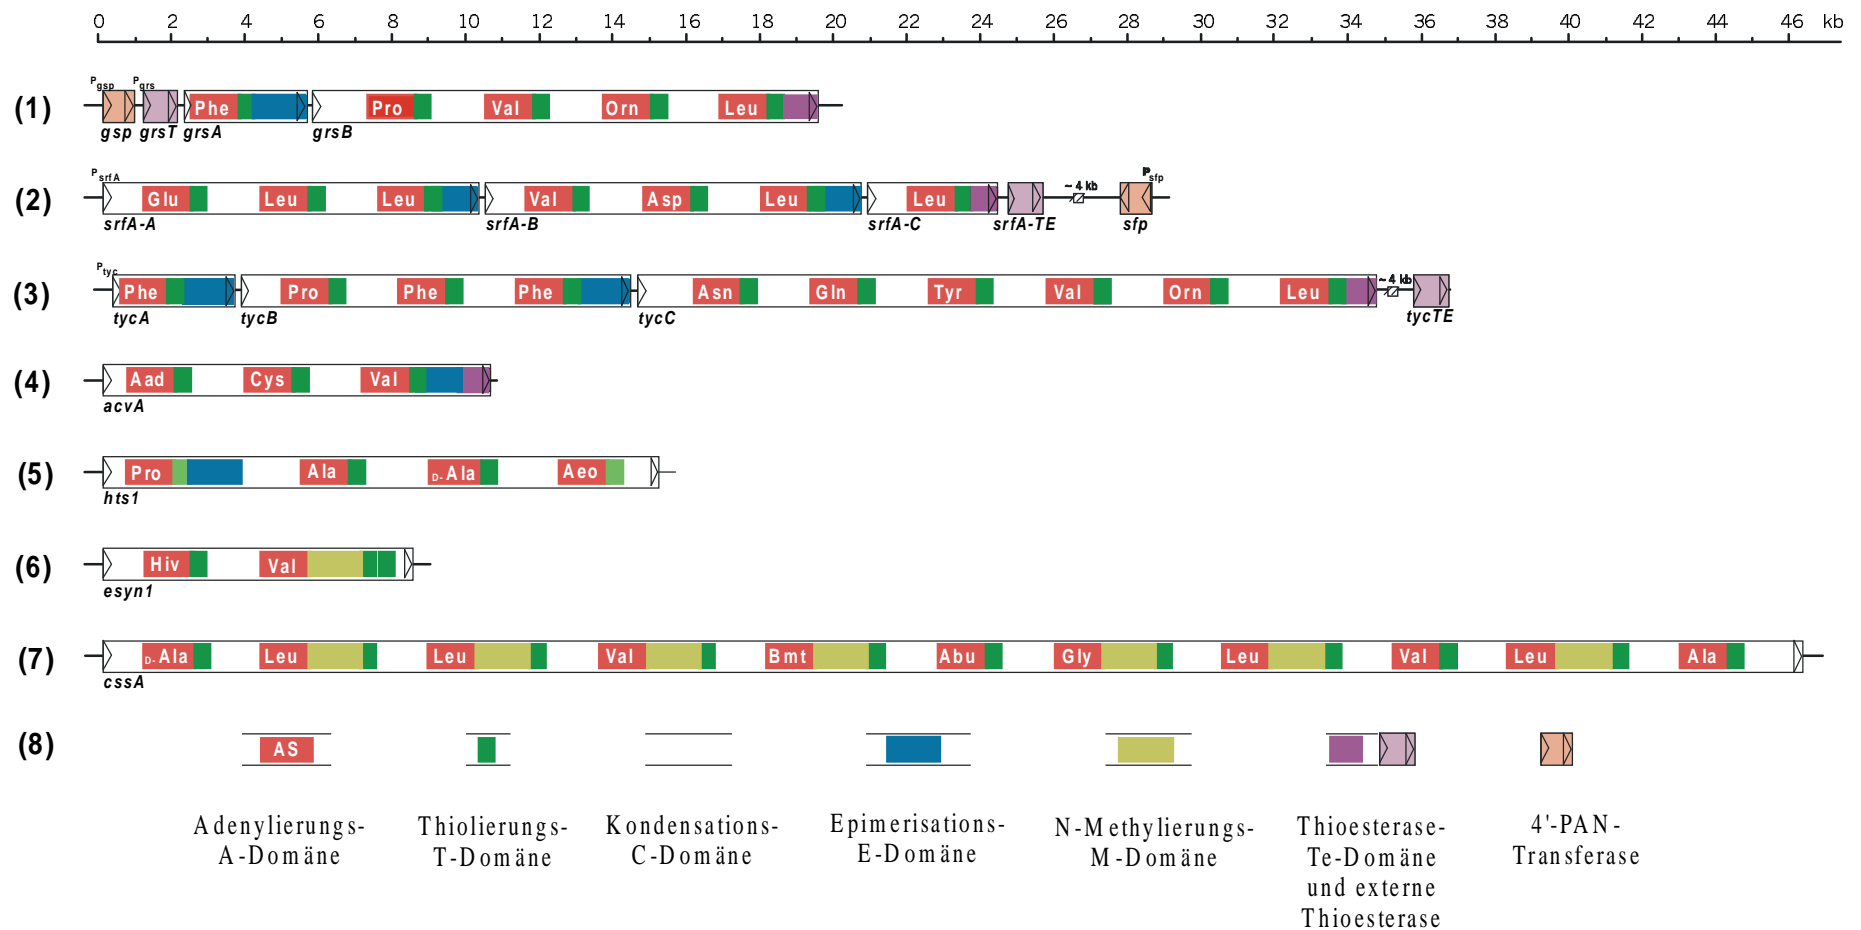 0 2 4 6 8 10 12 14 16 18 20 22 24 26 28 30 32 34 36 38 40 42 44 46 kb
Pgsp Pgrs
(1) Phe Pro Val Orn Leu
gsp grsT grsA grsB
PsrfA ~ 4 kb Psfp
(2) Glu Leu Leu Val Asp Leu Leu
srfA-A srfA-B srfA-C srfA-TE sfp
Ptyc ~ 4 kb
(3) Phe Pro Phe Phe Asn Gln Tyr Val Orn Leu
tycA tycB tycC tycTE
(4) Aad Cys Val
acvA
(5) Pro Ala D-Ala Aeo
hts1
(6) Hiv Val
esyn1
(7) D-Ala Leu Leu Val Bmt Abu Gly Leu Val Leu Ala
cssA
(8) AS
Adenylierungs-
A-Domäne
Thiolierungs-
T-Domäne
Kondensations-
C-Domäne
Epimerisations-
E-Domäne
N-Methylierungs-
M-Domäne
Thioesterase-
Te-Domäne
und externe
Thioesterase
4'-PAN-
Transferase